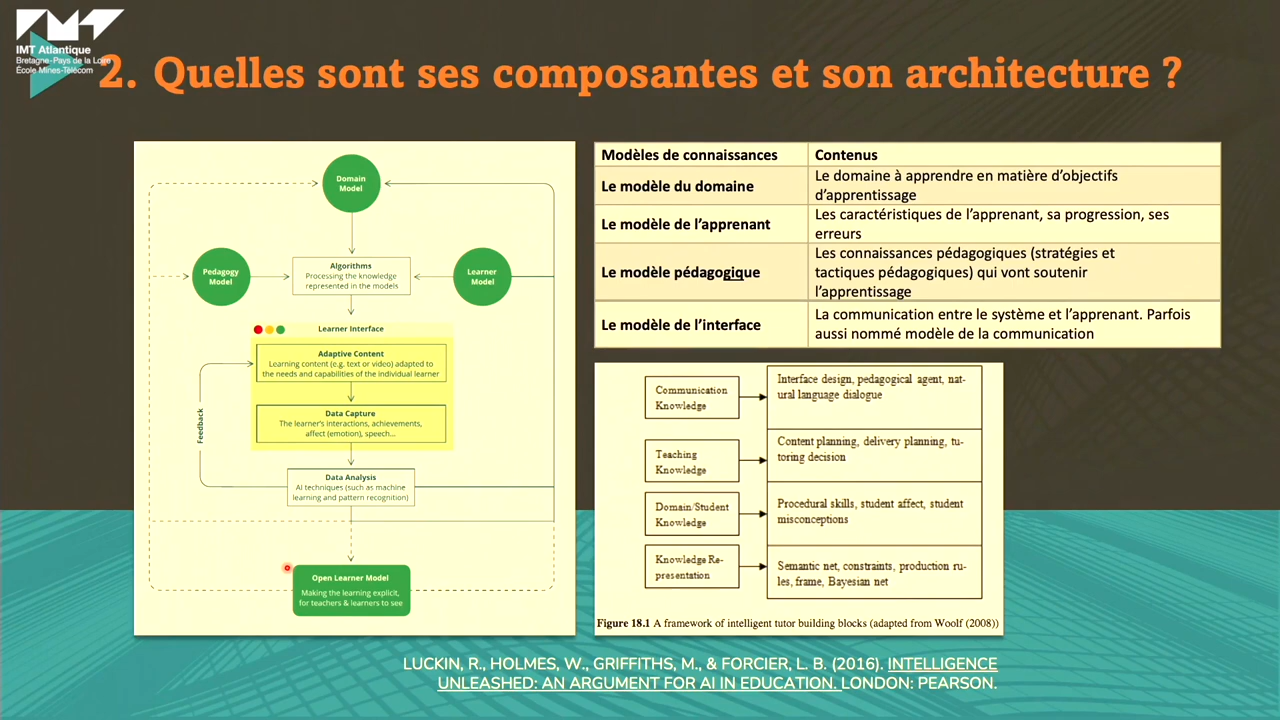 IMT Atlantique
Bretagne-Pays de la Loire
École Mines-Télécom
2. Quelles sont ses composantes et son architecture ?
Domain
Model
Pedagogy
Model
Algorithms
Processing the knowledge
represented in the models
Learner
Model
Learner Interface
Adaptive Content
Learning content (e.g. text or video) adapted to
the needs and capabilities of the individual learner
Data Capture
The learner's interactions, achievements,
affect (emotion), speech...
Feedback
Data Analysis
AI techniques (such as machine
learning and pattern recognition)
Open Learner Model
Making the learning explicit,
for teachers & learners to see
Modèles de connaissances
Contenus
Le modèle du domaine
Le domaine à apprendre en matière d'objectifs
d'apprentissage
Le modèle de l'apprenant
Les caractéristiques de l'apprenant, sa progression, ses
erreurs
Le modèle pédagogique
Les connaissances pédagogiques (stratégies et
tactiques pédagogiques) qui vont soutenir
l'apprentissage
Le modèle de l'interface
La communication entre le système et l'apprenant. Parfois
aussi nommé modèle de la communication
Communication
Knowledge
Interface design, pedagogical agent, nat-
ural language dialogue
Teaching
Knowledge
Content planning, delivery planning, tu-
toring decision
Domain/Student
Knowledge
Procedural skills, student affect, student
misconceptions
Knowledge Re-
presentation
Semantic net, constraints, production ru-
les, frame, Bayesian net
Figure 18.1 A framework of intelligent tutor building blocks (adapted from Woolf (2008))
LUCKIN, R., HOLMES, W., GRIFFITHS, M., & FORCIER, L. B. (2016). INTELLIGENCE
UNLEASHED: AN ARGUMENT FOR AI IN EDUCATION. LONDON: PEARSON.